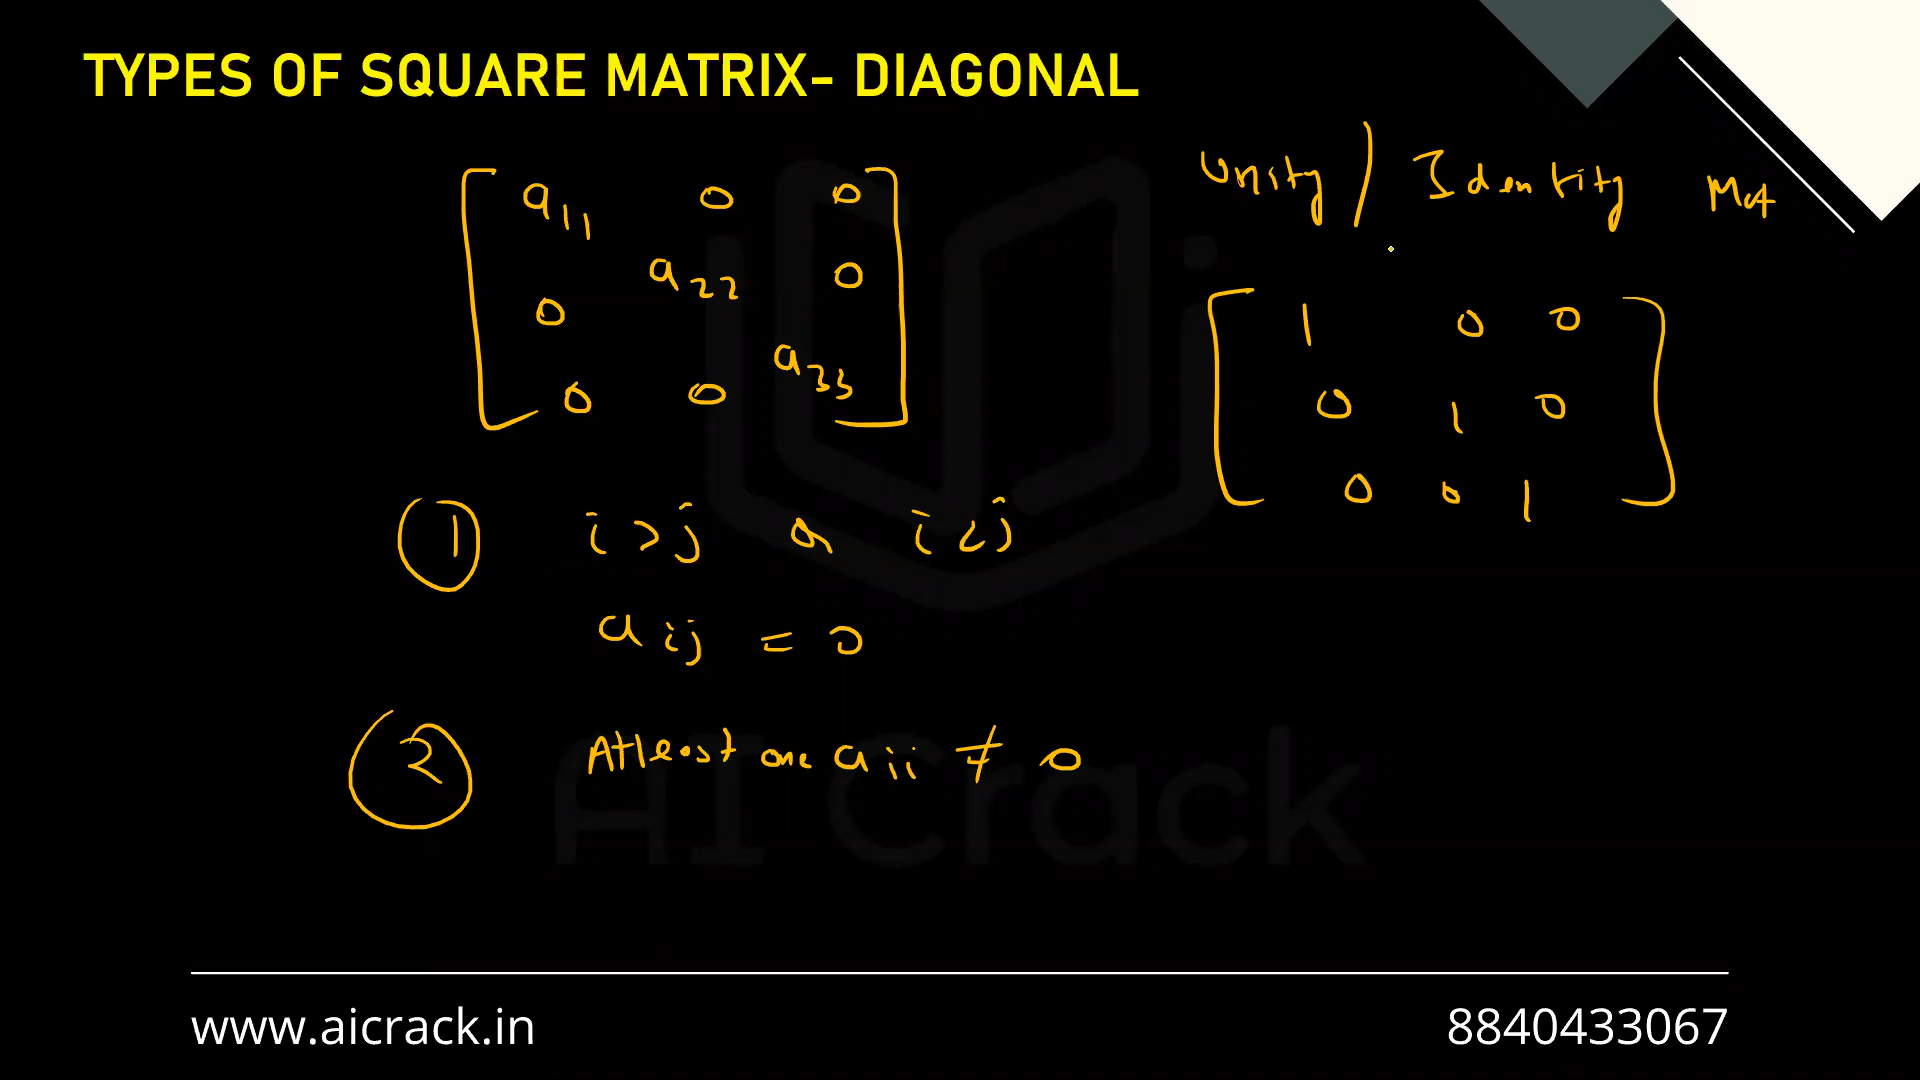 TYPES OF SQUARE MATRIX- DIAGONAL
Unity / Identity Mat
a11 0 0
0 a22 0
0 0 a33
1 0 0
0 1 0
0 0 1
1 i > j or i < j
aij = 0
2 Atleast one aii ≠ 0
AI Crack
www.aicrack.in
8840433067